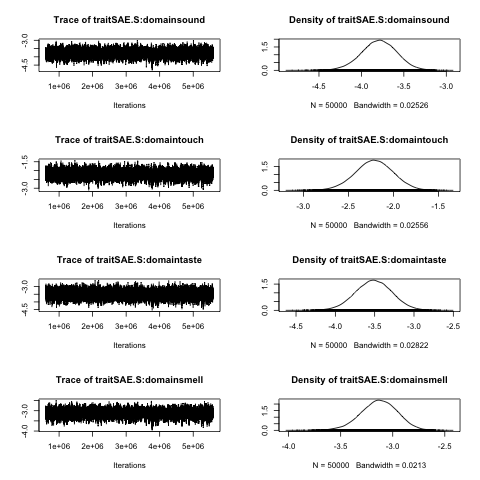 Trace of traitSAE.S:domainsound
Density of traitSAE.S:domainsound
-3.0
-4.5
1e+06 2e+06 3e+06 4e+06 5e+06
Iterations
1.5
0.0
-4.5 -4.0 -3.5 -3.0
N = 50000 Bandwidth = 0.02526
Trace of traitSAE.S:domaintouch
Density of traitSAE.S:domaintouch
-1.5
-3.0
1e+06 2e+06 3e+06 4e+06 5e+06
Iterations
1.5
0.0
-3.0 -2.5 -2.0 -1.5
N = 50000 Bandwidth = 0.02556
Trace of traitSAE.S:domaintaste
Density of traitSAE.S:domaintaste
-3.0
-4.5
1e+06 2e+06 3e+06 4e+06 5e+06
Iterations
1.5
0.0
-4.5 -4.0 -3.5 -3.0 -2.5
N = 50000 Bandwidth = 0.02822
Trace of traitSAE.S:domainsmell
Density of traitSAE.S:domainsmell
-3.0
-4.0
1e+06 2e+06 3e+06 4e+06 5e+06
Iterations
1.5
0.0
-4.0 -3.5 -3.0 -2.5
N = 50000 Bandwidth = 0.0213